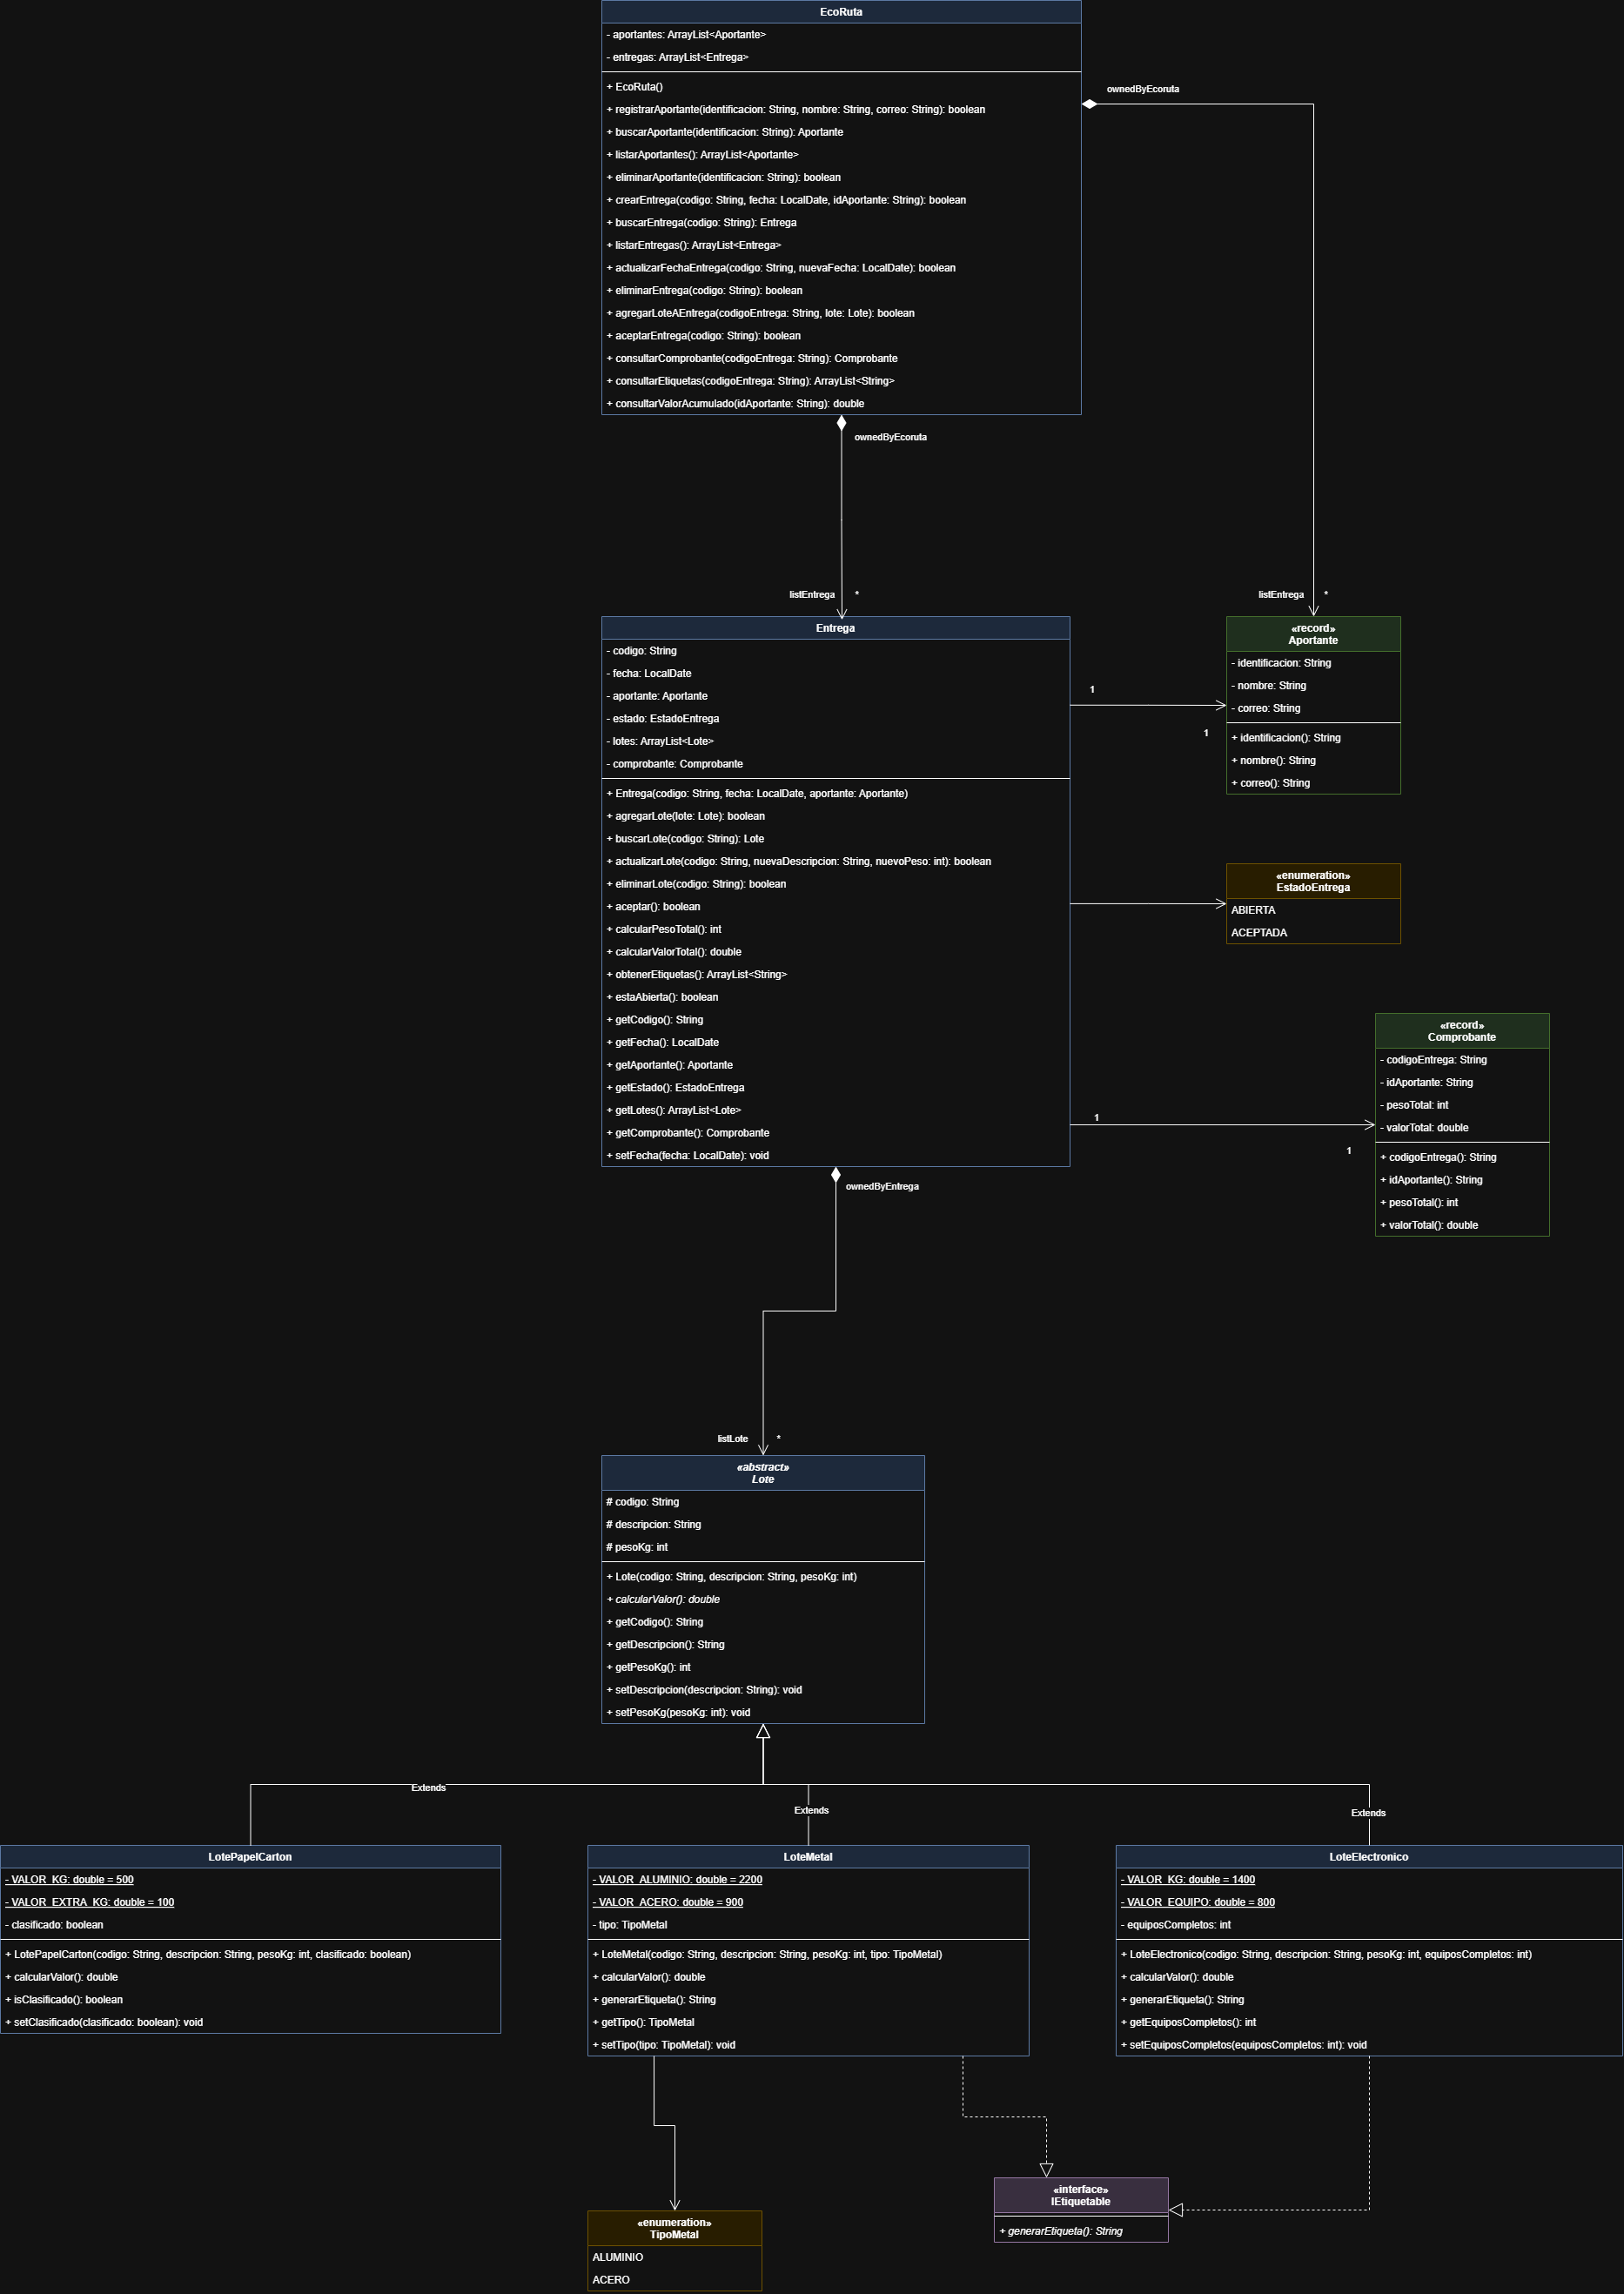 EcoRuta
- aportantes: ArrayList<Aportante>
- entregas: ArrayList<Entrega>
+ EcoRuta()
+ registrarAportante(identificacion: String, nombre: String, correo: String): boolean
+ buscarAportante(identificacion: String): Aportante
+ listarAportantes(): ArrayList<Aportante>
+ eliminarAportante(identificacion: String): boolean
+ crearEntrega(codigo: String, fecha: LocalDate, idAportante: String): boolean
+ buscarEntrega(codigo: String): Entrega
+ listarEntregas(): ArrayList<Entrega>
+ actualizarFechaEntrega(codigo: String, nuevaFecha: LocalDate): boolean
+ eliminarEntrega(codigo: String): boolean
+ agregarLoteAEntrega(codigoEntrega: String, lote: Lote): boolean
+ aceptarEntrega(codigo: String): boolean
+ consultarComprobante(codigoEntrega: String): Comprobante
+ consultarEtiquetas(codigoEntrega: String): ArrayList<String>
+ consultarValorAcumulado(idAportante: String): double
ownedByEcoruta
ownedByEcoruta
listEntrega *
listEntrega *
Entrega
- codigo: String
- fecha: LocalDate
- aportante: Aportante
- estado: EstadoEntrega
- lotes: ArrayList<Lote>
- comprobante: Comprobante
+ Entrega(codigo: String, fecha: LocalDate, aportante: Aportante)
+ agregarLote(lote: Lote): boolean
+ buscarLote(codigo: String): Lote
+ actualizarLote(codigo: String, nuevaDescripcion: String, nuevoPeso: int): boolean
+ eliminarLote(codigo: String): boolean
+ aceptar(): boolean
+ calcularPesoTotal(): int
+ calcularValorTotal(): double
+ obtenerEtiquetas(): ArrayList<String>
+ estaAbierta(): boolean
+ getCodigo(): String
+ getFecha(): LocalDate
+ getAportante(): Aportante
+ getEstado(): EstadoEntrega
+ getLotes(): ArrayList<Lote>
+ getComprobante(): Comprobante
+ setFecha(fecha: LocalDate): void
1
1
«record»
Aportante
- identificacion: String
- nombre: String
- correo: String
+ identificacion(): String
+ nombre(): String
+ correo(): String
«enumeration»
EstadoEntrega
ABIERTA
ACEPTADA
1
1
«record»
Comprobante
- codigoEntrega: String
- idAportante: String
- pesoTotal: int
- valorTotal: double
+ codigoEntrega(): String
+ idAportante(): String
+ pesoTotal(): int
+ valorTotal(): double
ownedByEntrega
listLote *
«abstract»
Lote
# codigo: String
# descripcion: String
# pesoKg: int
+ Lote(codigo: String, descripcion: String, pesoKg: int)
+ calcularValor(): double
+ getCodigo(): String
+ getDescripcion(): String
+ getPesoKg(): int
+ setDescripcion(descripcion: String): void
+ setPesoKg(pesoKg: int): void
Extends
Extends
Extends
LotePapelCarton
- VALOR_KG: double = 500
- VALOR_EXTRA_KG: double = 100
- clasificado: boolean
+ LotePapelCarton(codigo: String, descripcion: String, pesoKg: int, clasificado: boolean)
+ calcularValor(): double
+ isClasificado(): boolean
+ setClasificado(clasificado: boolean): void
LoteMetal
- VALOR_ALUMINIO: double = 2200
- VALOR_ACERO: double = 900
- tipo: TipoMetal
+ LoteMetal(codigo: String, descripcion: String, pesoKg: int, tipo: TipoMetal)
+ calcularValor(): double
+ generarEtiqueta(): String
+ getTipo(): TipoMetal
+ setTipo(tipo: TipoMetal): void
LoteElectronico
- VALOR_KG: double = 1400
- VALOR_EQUIPO: double = 800
- equiposCompletos: int
+ LoteElectronico(codigo: String, descripcion: String, pesoKg: int, equiposCompletos: int)
+ calcularValor(): double
+ generarEtiqueta(): String
+ getEquiposCompletos(): int
+ setEquiposCompletos(equiposCompletos: int): void
«interface»
IEtiquetable
+ generarEtiqueta(): String
«enumeration»
TipoMetal
ALUMINIO
ACERO